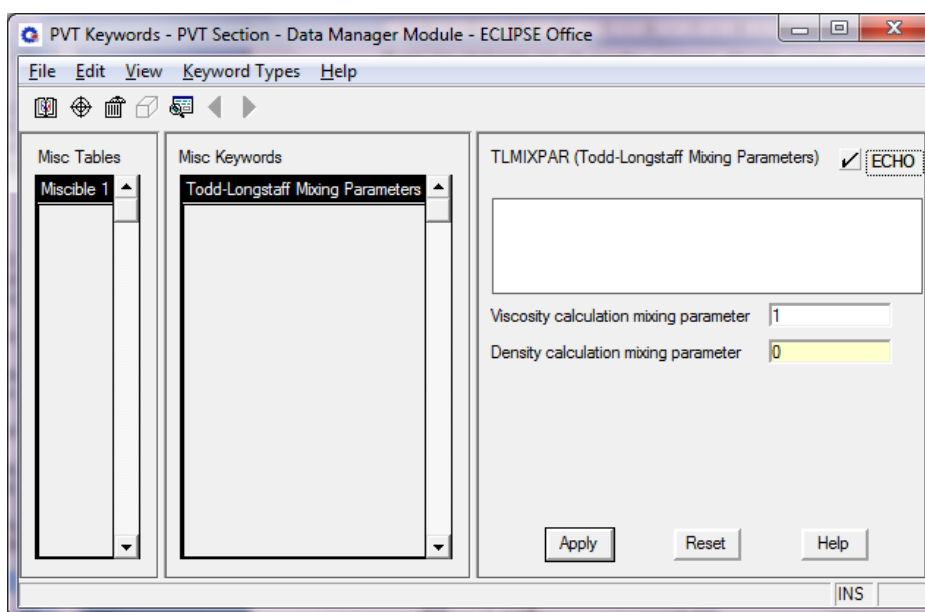 PVT Keywords - PVT Section - Data Manager Module - ECLIPSE Office
File Edit View Keyword Types Help
Misc Tables
Miscible 1
Misc Keywords
Todd-Longstaff Mixing Parameters
TLMIXPAR (Todd-Longstaff Mixing Parameters) ECHO
Viscosity calculation mixing parameter 1
Density calculation mixing parameter 0
Apply Reset Help
INS